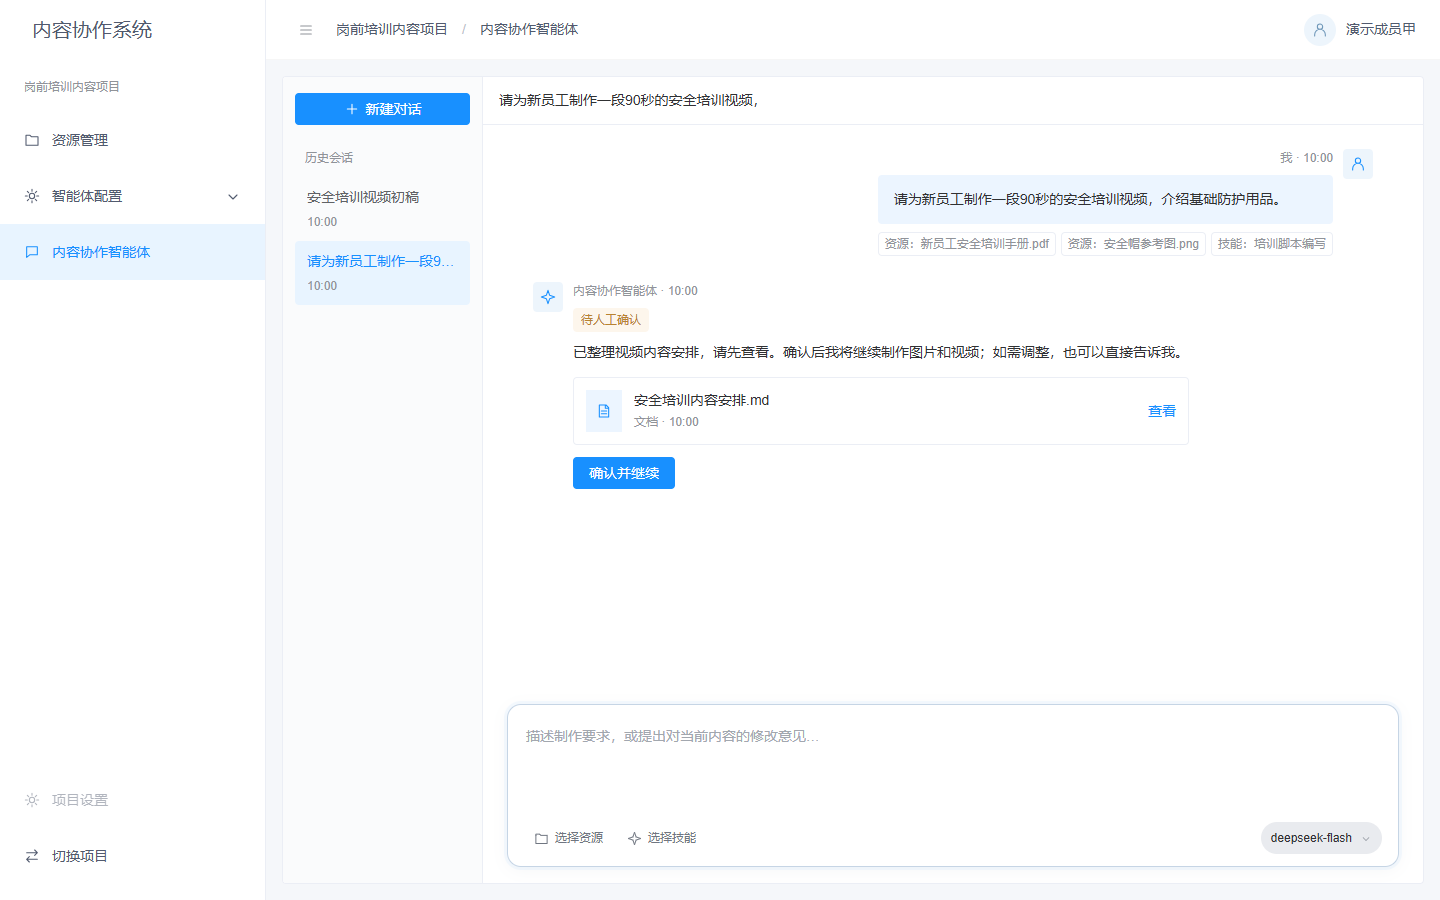 内容协作系统
岗前培训内容项目
资源管理
智能体配置
内容协作智能体
项目设置
切换项目
岗前培训内容项目 / 内容协作智能体
演示成员甲
新建对话
历史会话
安全培训视频初稿
10:00
请为新员工制作一段9...
10:00
请为新员工制作一段90秒的安全培训视频，
我 · 10:00
请为新员工制作一段90秒的安全培训视频，介绍基础防护用品。
资源：新员工安全培训手册.pdf
资源：安全帽参考图.png
技能：培训脚本编写
内容协作智能体 · 10:00
待人工确认
已整理视频内容安排，请先查看。确认后我将继续制作图片和视频；如需调整，也可以直接告诉我。
安全培训内容安排.md
文档 · 10:00
查看
确认并继续
描述制作要求，或提出对当前内容的修改意见...
选择资源
选择技能
deepseek-flash